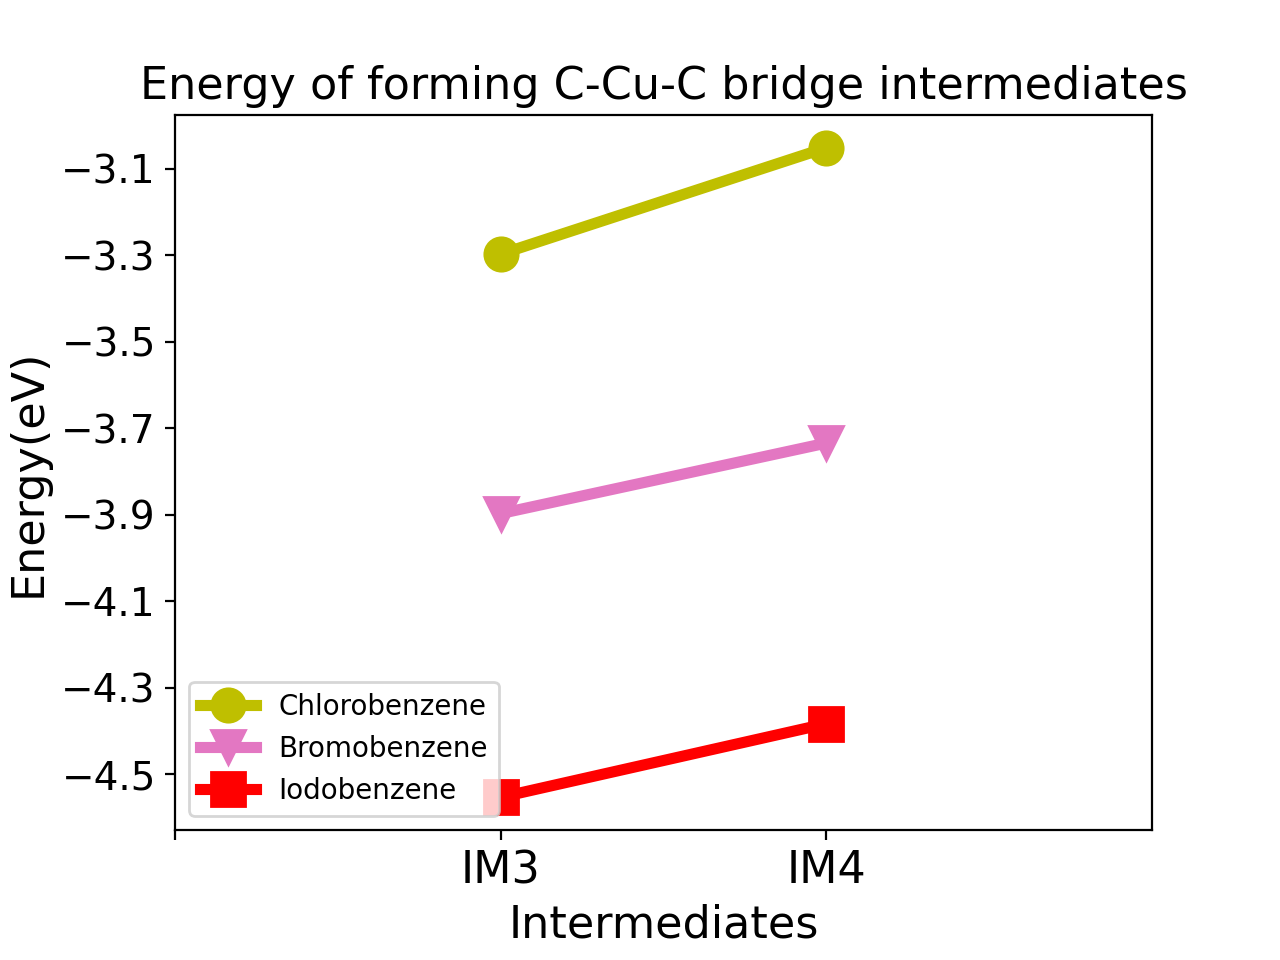 Energy of forming C-Cu-C bridge intermediates
Energy(eV)
−3.1
−3.3
−3.5
−3.7
−3.9
−4.1
−4.3
−4.5
Chlorobenzene
Bromobenzene
Iodobenzene
IM3 IM4
Intermediates